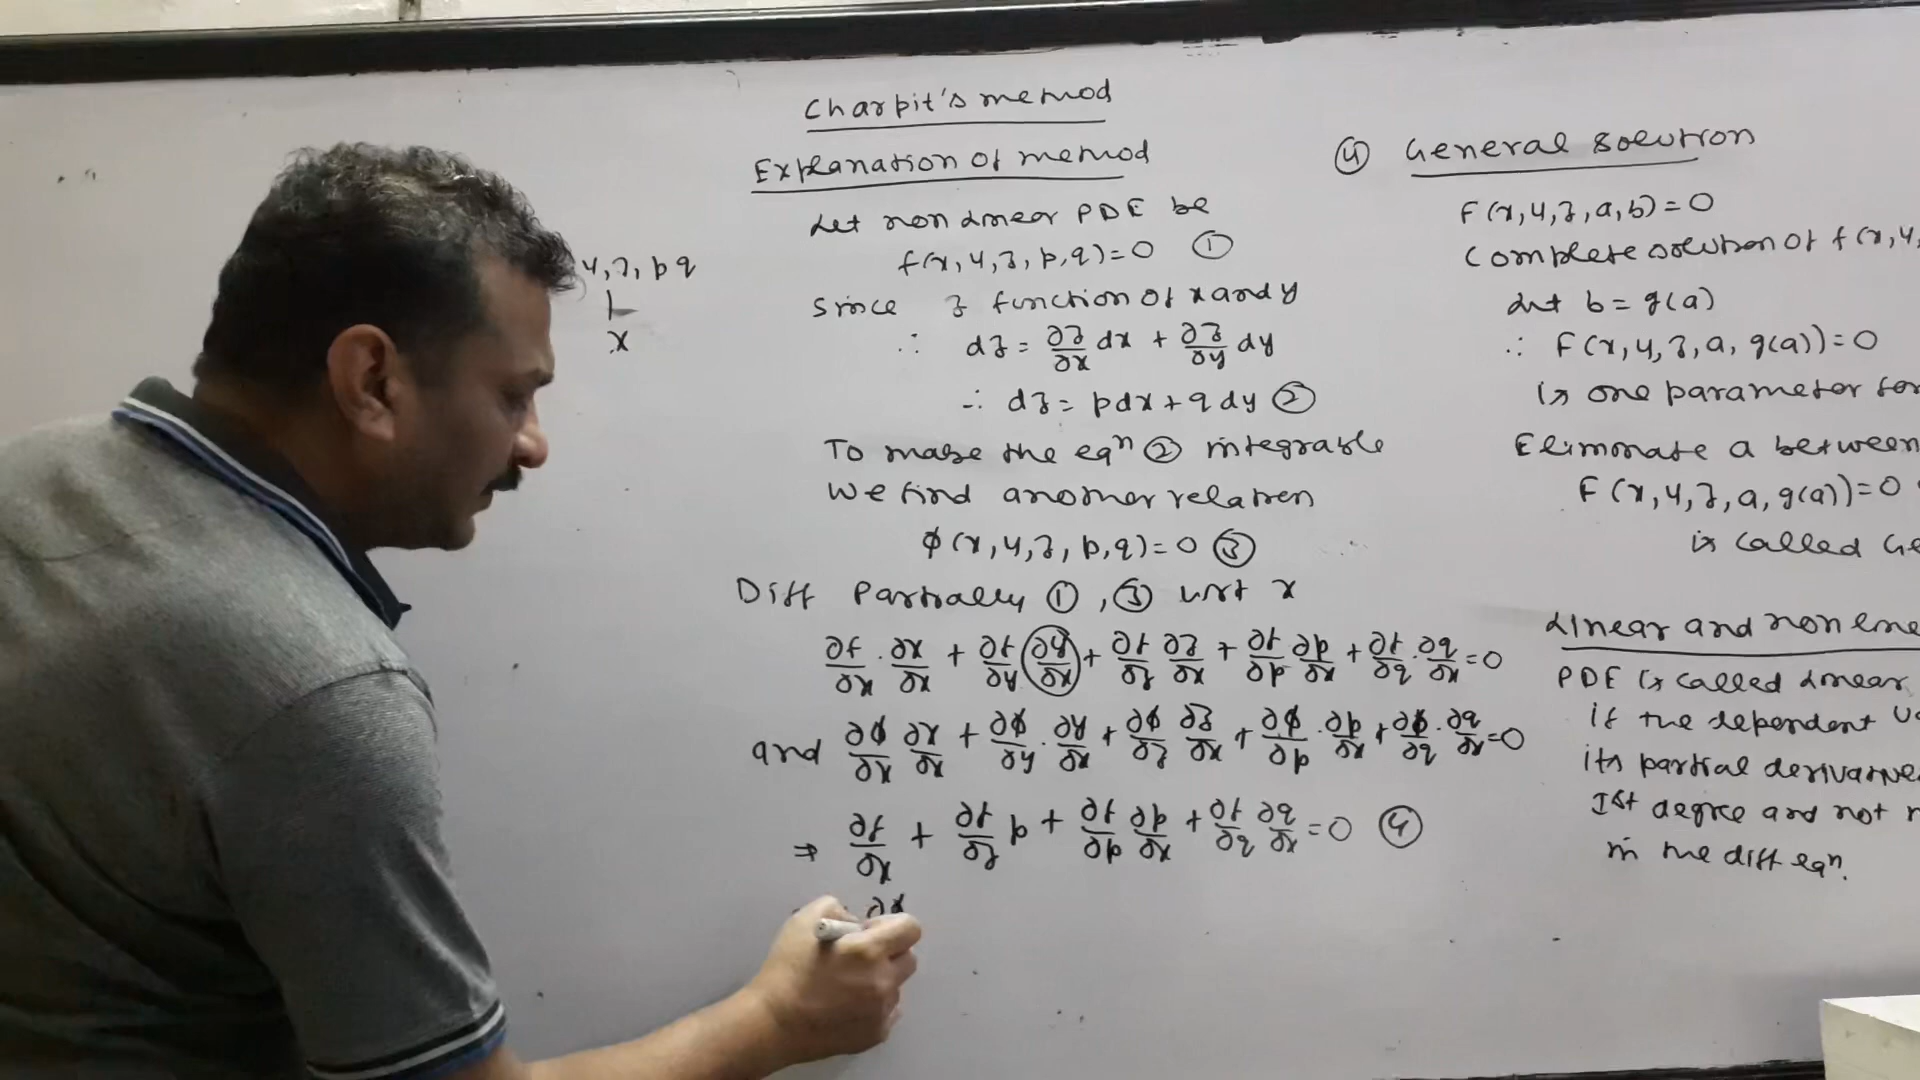 Charpit's method
Explanation of method
Let non linear PDE be
f(x,y,z,p,q)=0 ①
Since z function of x and y
∴ dz = ∂z/∂x dx + ∂z/∂y dy
∴ dz = pdx + q dy ②
To make the eqⁿ ② integrable
We find another relation
ϕ(x,y,z,p,q)=0 ③
Diff Partially ①, ③ wrt x
∂f/∂x · ∂x/∂x + ∂f/∂y ∂y/∂x + ∂f/∂z ∂z/∂x + ∂f/∂p ∂p/∂x + ∂f/∂q · ∂q/∂x = 0
and ∂ϕ/∂x ∂x/∂x + ∂ϕ/∂y · ∂y/∂x + ∂ϕ/∂z ∂z/∂x + ∂ϕ/∂p · ∂p/∂x + ∂ϕ/∂q · ∂q/∂x = 0
⇒ ∂f/∂x + ∂f/∂z p + ∂f/∂p ∂p/∂x + ∂f/∂q ∂q/∂x = 0 ④
∂ϕ
y, z, p q
x
④ General solution
F(x,y,z,a,b)=0
Complete solution of f(x,y,
Let b = g(a)
∴ F(x,y,z,a,g(a))=0
is one parameter
Eliminate a between
F(x,y,z,a,g(a))=0
is called Ge
Linear and non
PDE is called Linear
if the dependent
its partial
Ist degree and not
in the diff eqⁿ.